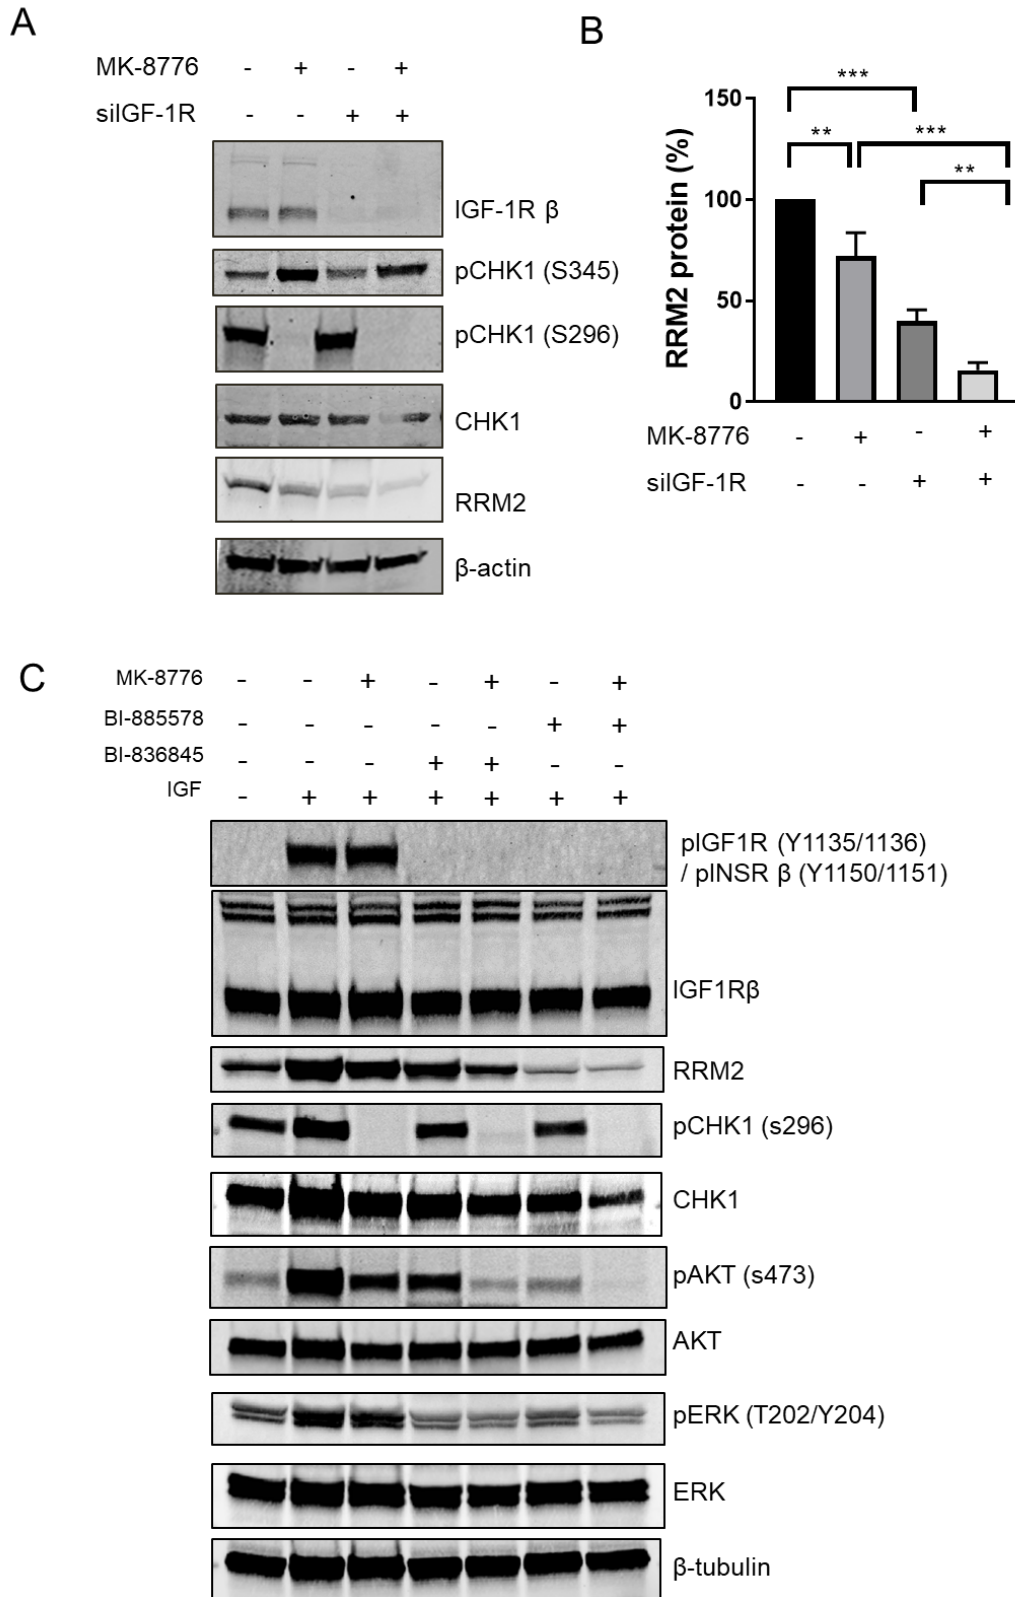 A
MK-8776 - + - +
siIGF-1R - - + +
IGF-1R β
pCHK1 (S345)
pCHK1 (S296)
CHK1
RRM2
β-actin
B
RRM2 protein (%)
150
100
50
0
***
** ***
**
MK-8776 - + - +
siIGF-1R - - + +
C
MK-8776 - - + - + - +
BI-885578 - - - - - + +
BI-836845 - - - + + - -
IGF - + + + + + +
pIGF1R (Y1135/1136)
/ pINSR β (Y1150/1151)
IGF1Rβ
RRM2
pCHK1 (s296)
CHK1
pAKT (s473)
AKT
pERK (T202/Y204)
ERK
β-tubulin